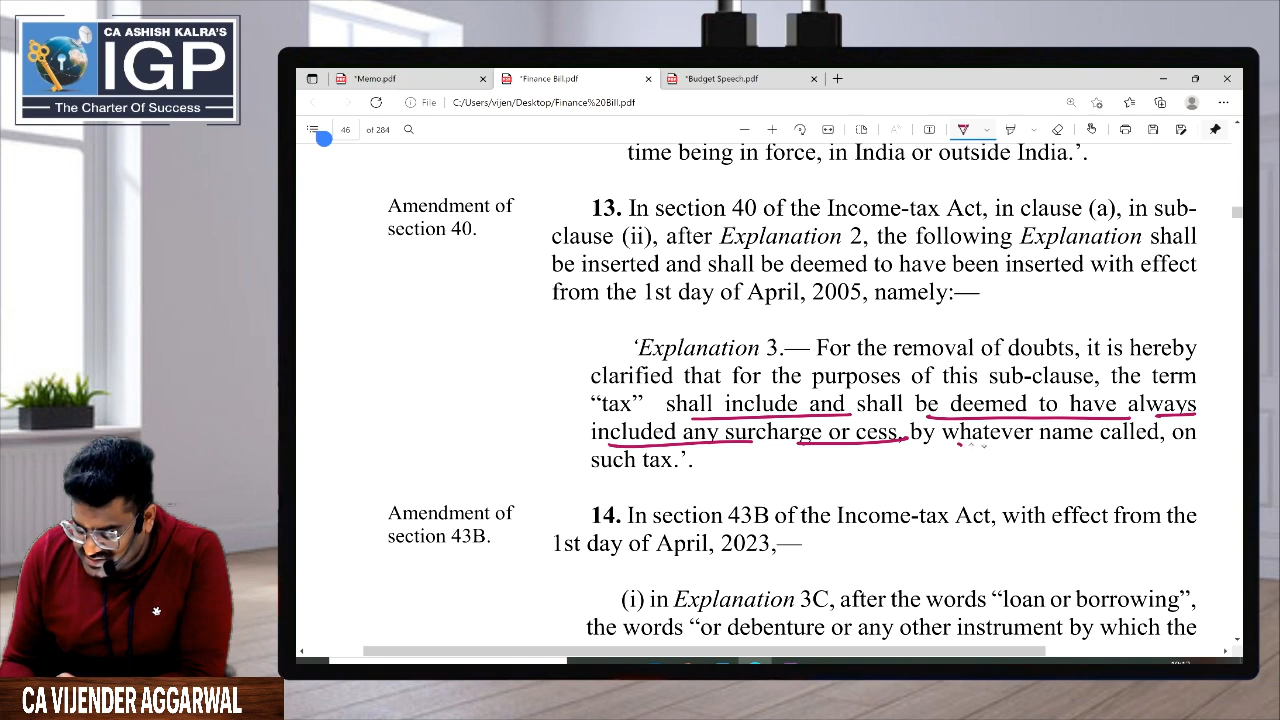 CA ASHISH KALRA'S
IGP
The Charter Of Success
*Memo.pdf
*Finance Bill.pdf
*Budget Speech.pdf
File
C:/Users/vijen/Desktop/Finance%20Bill.pdf
46 of 284
time being in force, in India or outside India.'.
Amendment of
section 40.
13. In section 40 of the Income-tax Act, in clause (a), in sub-
clause (ii), after Explanation 2, the following Explanation shall
be inserted and shall be deemed to have been inserted with effect
from the 1st day of April, 2005, namely:—
'Explanation 3.— For the removal of doubts, it is hereby
clarified that for the purposes of this sub-clause, the term
“tax” shall include and shall be deemed to have always
included any surcharge or cess, by whatever name called, on
such tax.'.
Amendment of
section 43B.
14. In section 43B of the Income-tax Act, with effect from the
1st day of April, 2023,—
(i) in Explanation 3C, after the words “loan or borrowing”,
the words “or debenture or any other instrument by which the
CA VIJENDER AGGARWAL